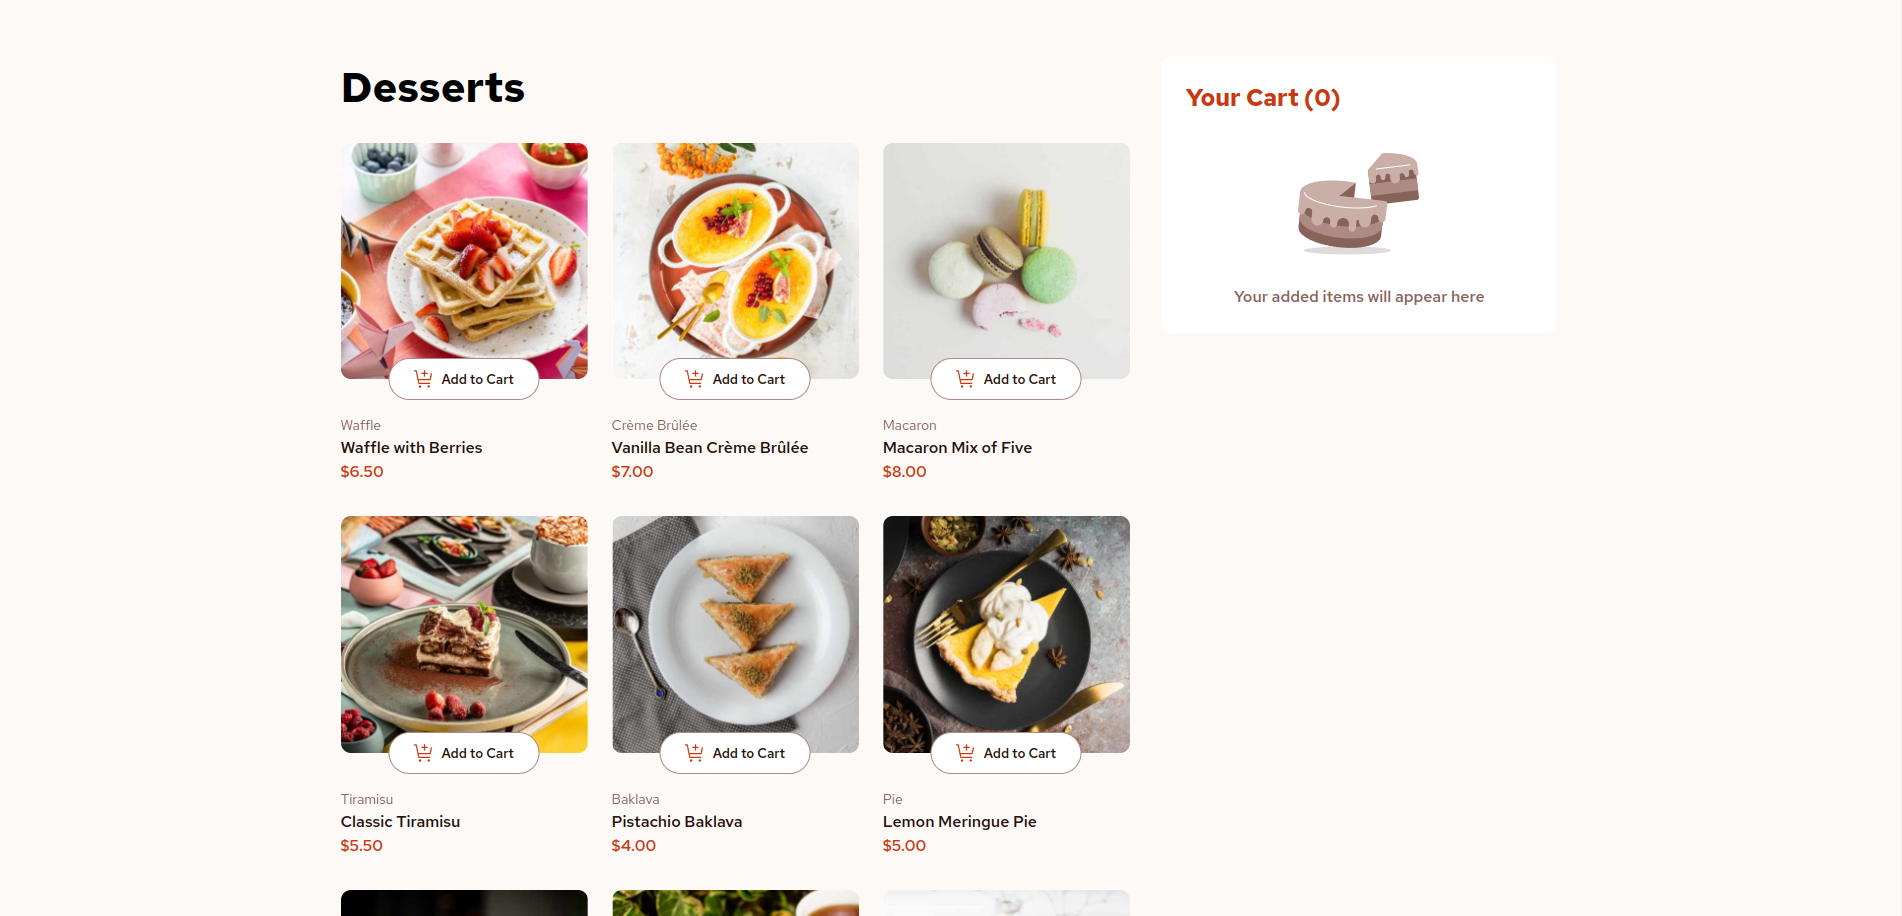 Desserts
Your Cart (0)
Your added items will appear here
Add to Cart
Add to Cart
Add to Cart
Waffle
Waffle with Berries
$6.50
Crème Brûlée
Vanilla Bean Crème Brûlée
$7.00
Macaron
Macaron Mix of Five
$8.00
Add to Cart
Add to Cart
Add to Cart
Tiramisu
Classic Tiramisu
$5.50
Baklava
Pistachio Baklava
$4.00
Pie
Lemon Meringue Pie
$5.00